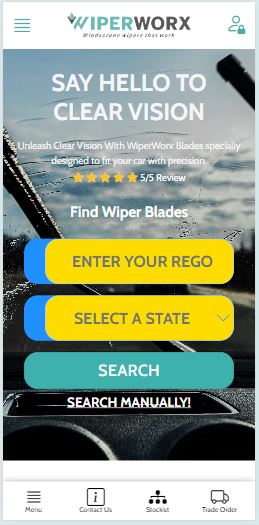 WIPERWORX
Windscreen wipers that work
SAY HELLO TO
CLEAR VISION
Unleash Clear Vision With WiperWorx Blades specially
designed to fit your car with precision.
5/5 Review
Find Wiper Blades
ENTER YOUR REGO
SELECT A STATE
SEARCH
SEARCH MANUALLY!
Menu
Contact Us
Stockist
Trade Order